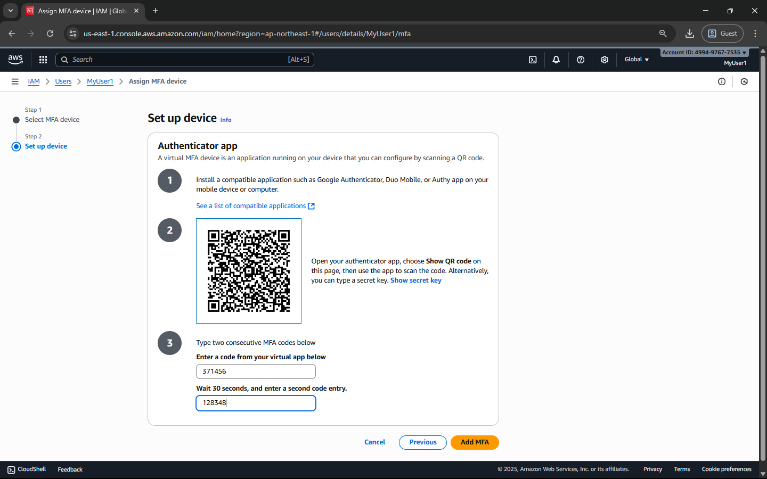 Assign MFA device | IAM | Glob
us-east-1.console.aws.amazon.com/iam/home?region=ap-northeast-1#/users/details/MyUser1/mfa
Guest
aws
Search
[Alt+S]
Global
Account ID: 4994-9767-7535
MyUser1
IAM > Users > MyUser1 > Assign MFA device
Step 1
Select MFA device
Step 2
Set up device
Set up device Info
Authenticator app
A virtual MFA device is an application running on your device that you can configure by scanning a QR code.
1
Install a compatible application such as Google Authenticator, Duo Mobile, or Authy app on your
mobile device or computer.
See a list of compatible applications
2
Open your authenticator app, choose Show QR code on
this page, then use the app to scan the code. Alternatively,
you can type a secret key. Show secret key
3
Type two consecutive MFA codes below
Enter a code from your virtual app below
371456
Wait 30 seconds, and enter a second code entry.
128348
Cancel
Previous
Add MFA
CloudShell
Feedback
© 2025, Amazon Web Services, Inc. or its affiliates.
Privacy
Terms
Cookie preferences